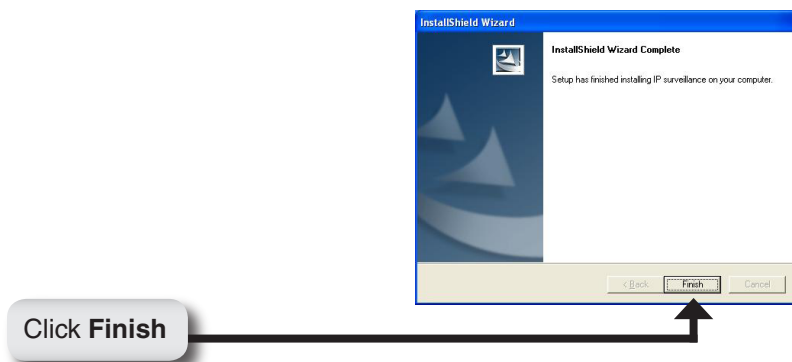 InstallShield Wizard
InstallShield Wizard Complete
Setup has finished installing IP surveillance on your computer.
< Back
Finish
Cancel
Click Finish